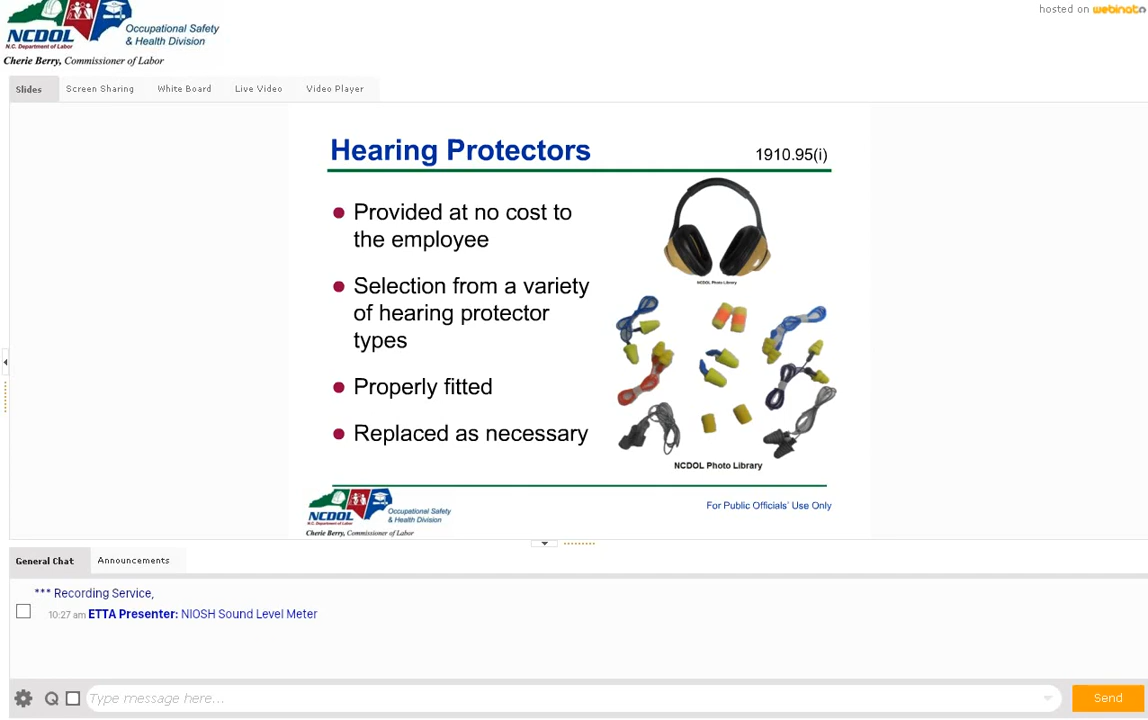 hosted on webinato
NCDOL
N.C. Department of Labor
Occupational Safety
& Health Division
Cherie Berry, Commissioner of Labor
Slides
Screen Sharing
White Board
Live Video
Video Player
Hearing Protectors
1910.95(i)
Provided at no cost to
the employee
Selection from a variety
of hearing protector
types
Properly fitted
Replaced as necessary
NCDOL Photo Library
NCDOL Photo Library
NCDOL
N.C. Department of Labor
Occupational Safety
& Health Division
Cherie Berry, Commissioner of Labor
For Public Officials' Use Only
General Chat
Announcements
*** Recording Service,
10:27 am ETTA Presenter: NIOSH Sound Level Meter
Q
Type message here...
Send